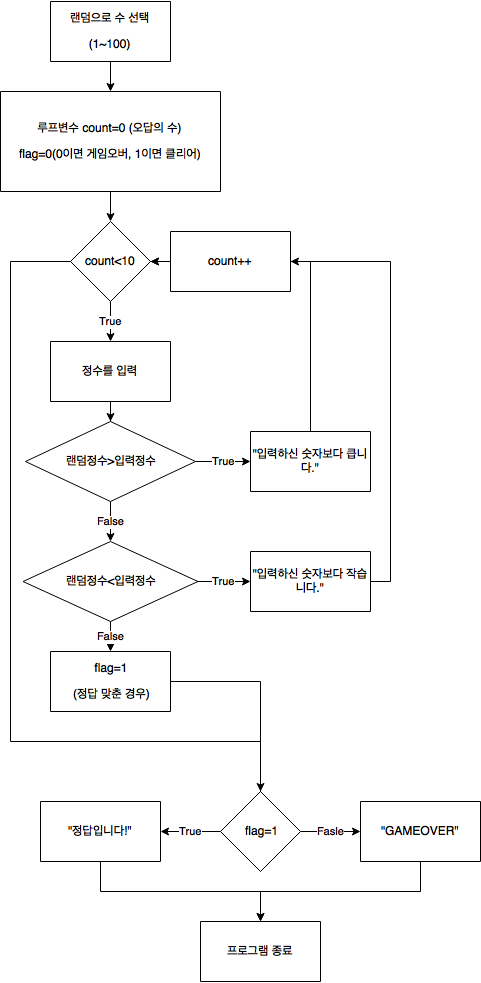 랜덤으로 수 선택
(1~100)
루프변수 count=0 (오답의 수)
flag=0(0이면 게임오버, 1이면 클리어)
count<10
count++
True
정수를 입력
랜덤정수>입력정수
True
"입력하신 숫자보다 큽니
다."
False
랜덤정수<입력정수
True
"입력하신 숫자보다 작습
니다."
False
flag=1
(정답 맞춘 경우)
"정답입니다!"
True
flag=1
Fasle
"GAMEOVER"
프로그램 종료